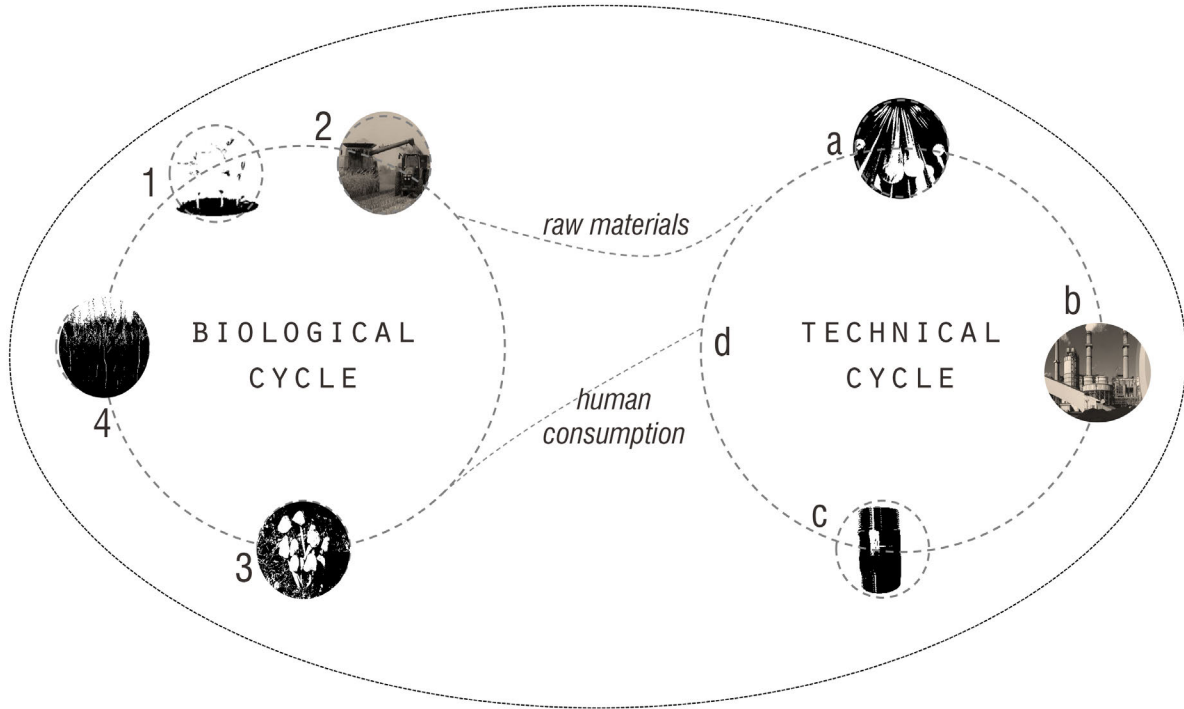 1
2
a
raw materials
b
BIOLOGICAL
CYCLE
d
TECHNICAL
CYCLE
4
human
consumption
c
3